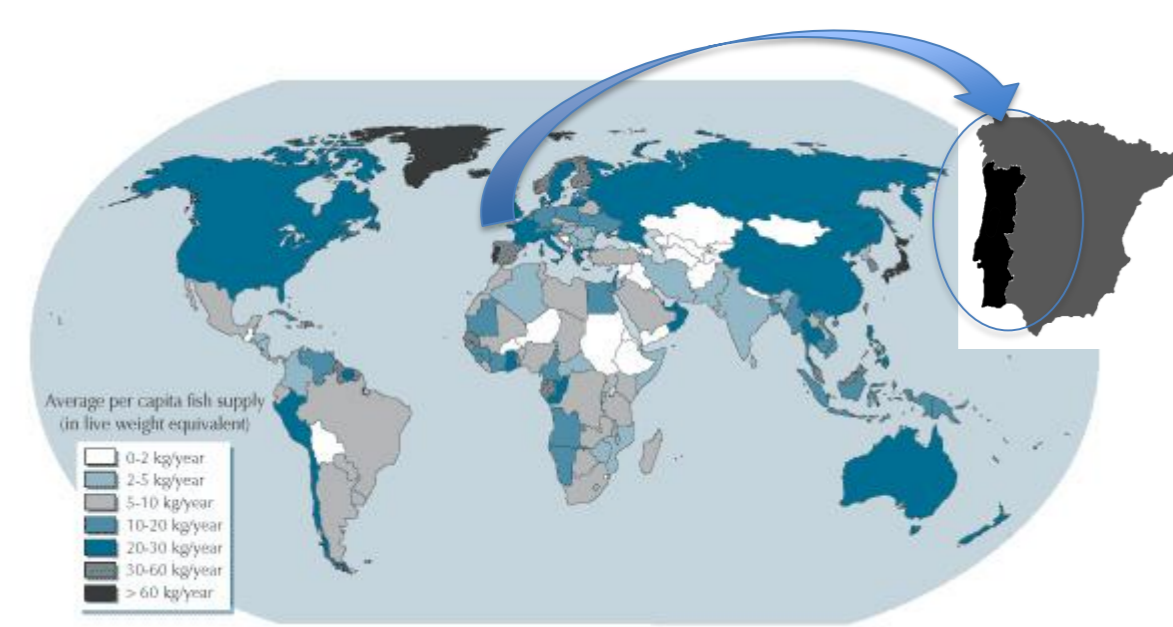 Average per capita fish supply
(in live weight equivalent)
0-2 kg/year
2-5 kg/year
5-10 kg/year
10-20 kg/year
20-30 kg/year
30-60 kg/year
> 60 kg/year